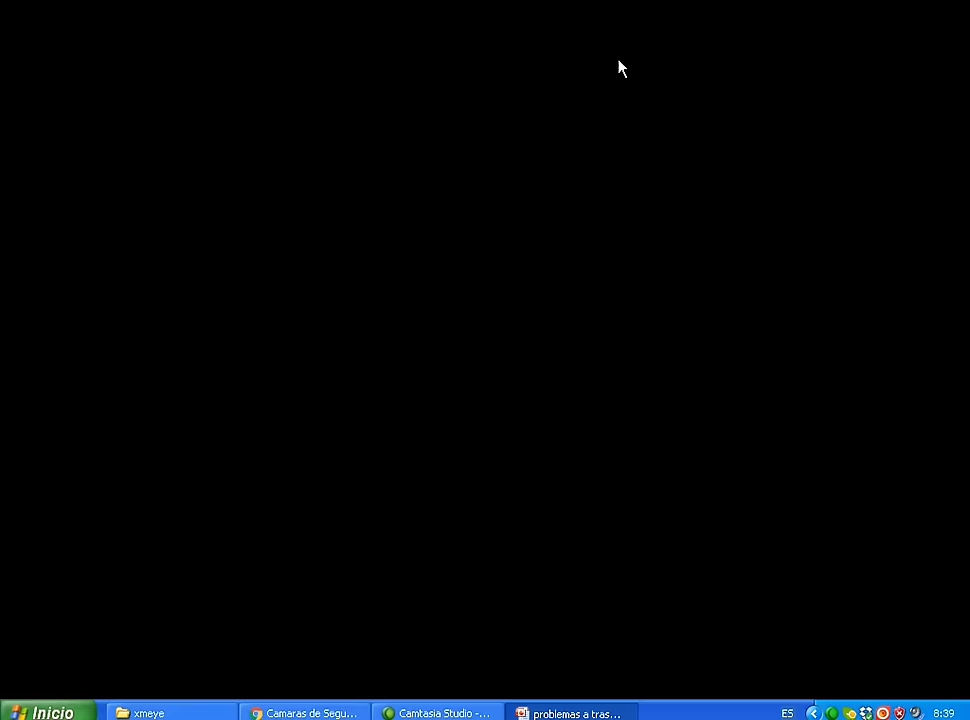 Inicio
xmeye
Camaras de Segu...
Camtasia Studio -...
problemas a tras...
ES
8:39